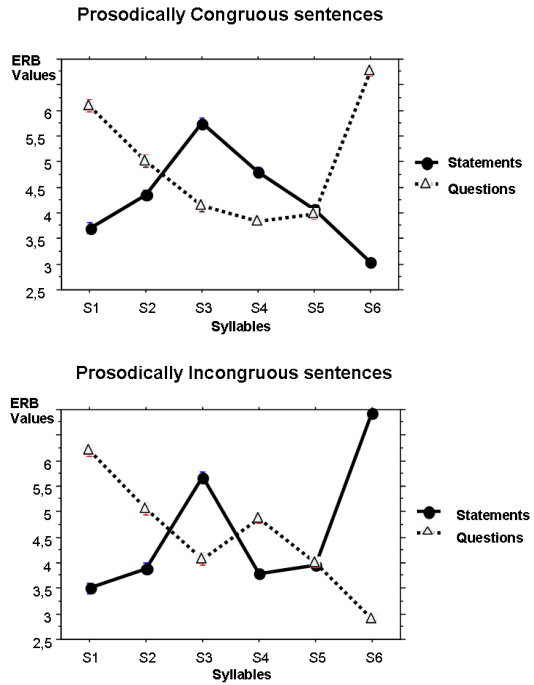 Prosodically Congruous sentences
ERB
Values
6
5,5
5
4,5
4
3,5
3
2,5
S1 S2 S3 S4 S5 S6
Syllables
Statements
Questions
Prosodically Incongruous sentences
ERB
Values
6
5,5
5
4,5
4
3,5
3
2,5
S1 S2 S3 S4 S5 S6
Syllables
Statements
Questions